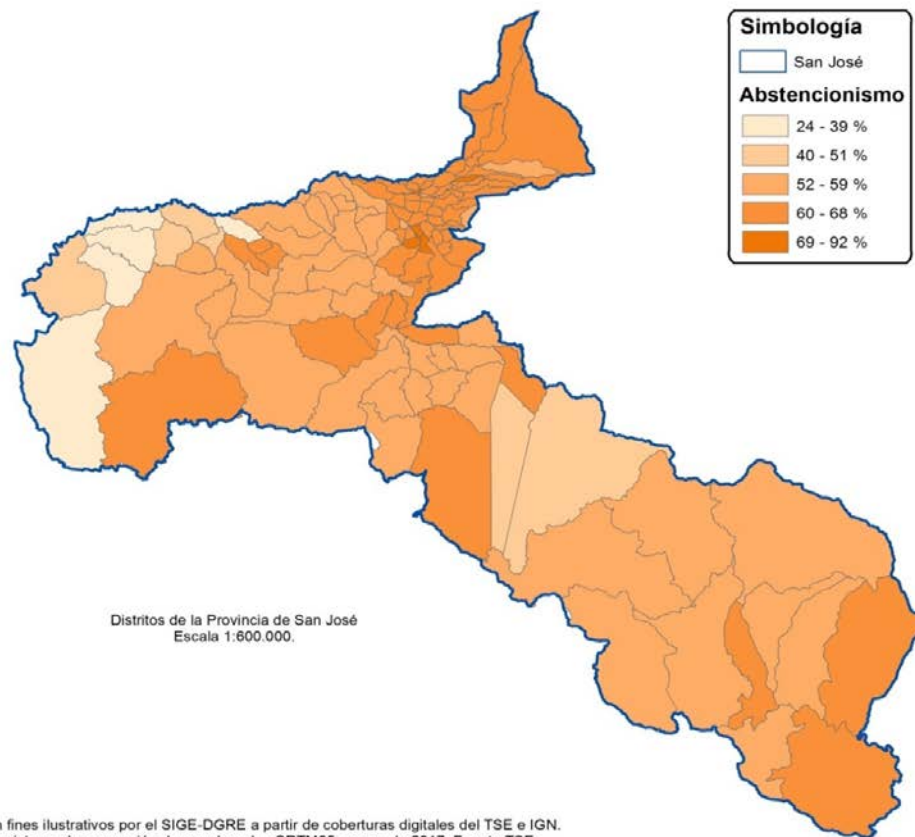 Simbología
San José
Abstencionismo
24 - 39 %
40 - 51 %
52 - 59 %
60 - 68 %
69 - 92 %
Distritos de la Provincia de San José
Escala 1:600.000.
fines ilustrativos por el SIGE-DGRE a partir de coberturas digitales del TSE e IGN.